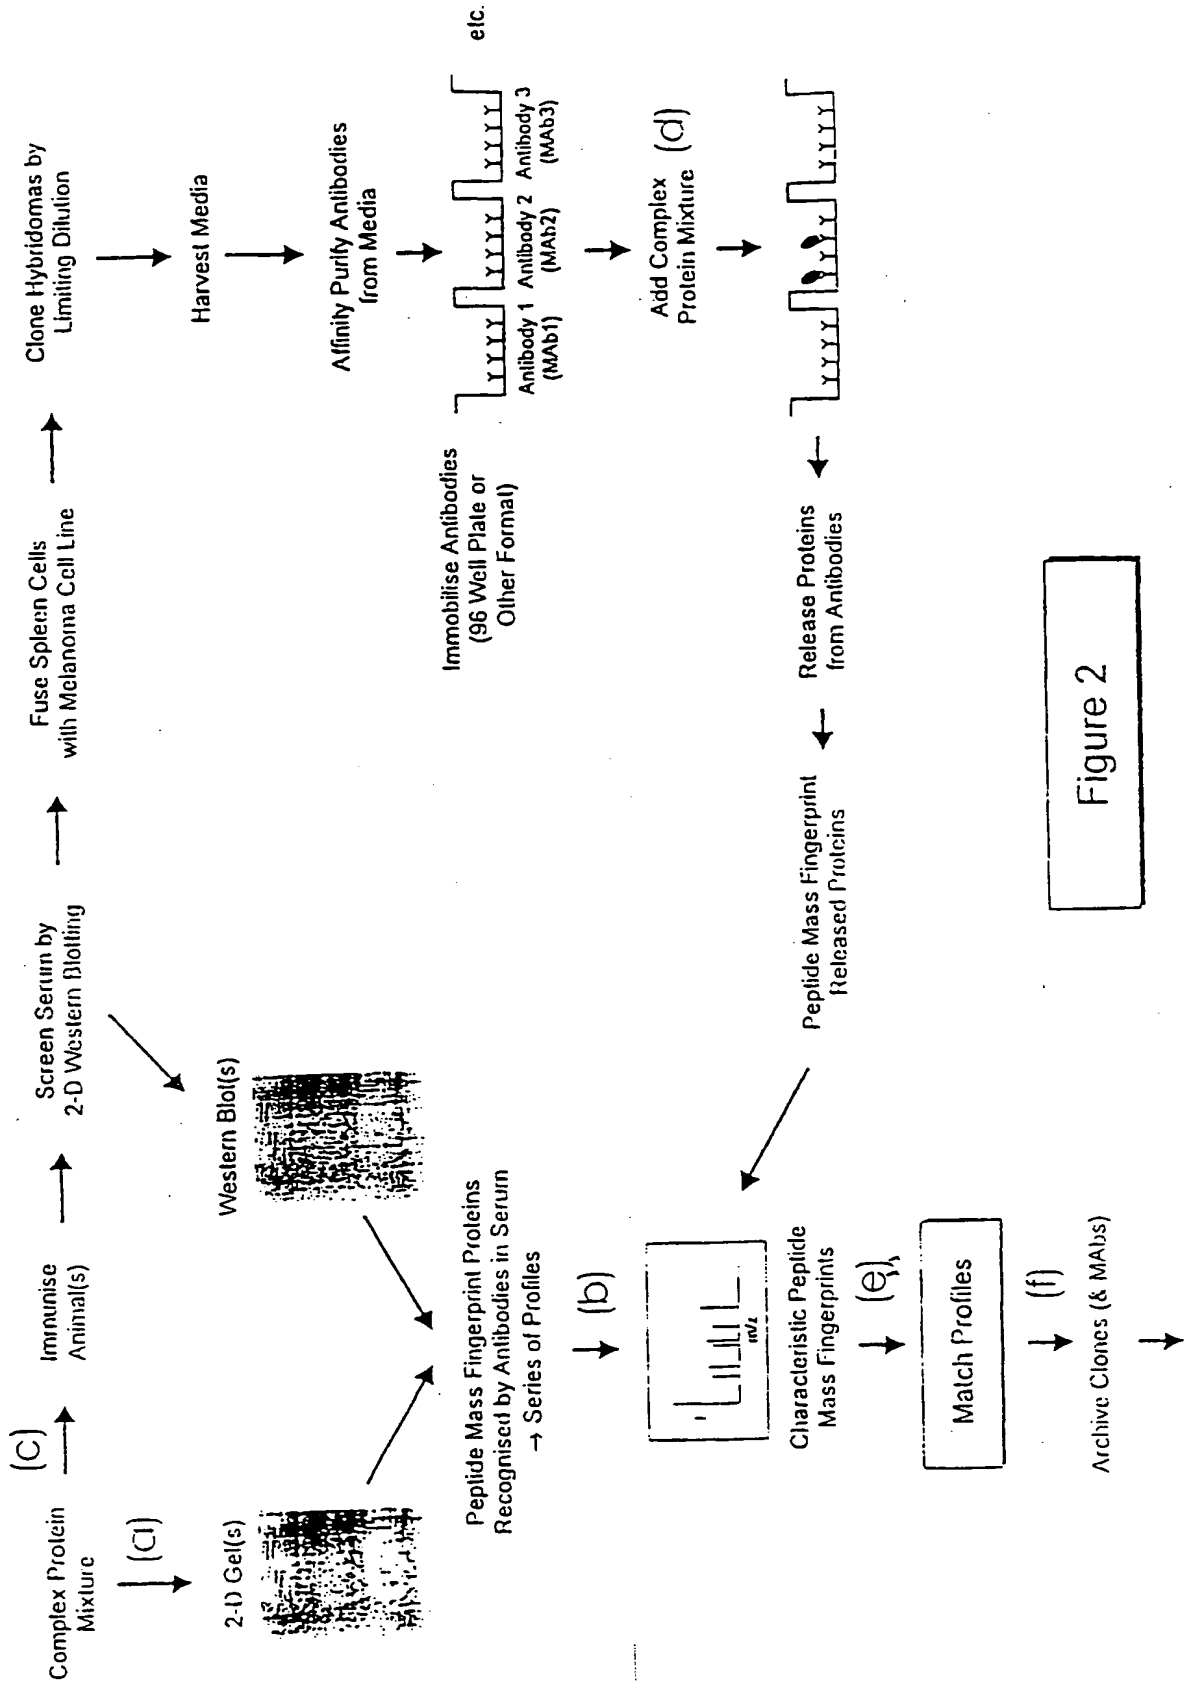 Complex Protein
Mixture
(c)
Immunise
Animal(s)
Screen Serum by
2-D Western Blotting
Fuse Spleen Cells
with Melanoma Cell Line
Clone Hybridomas by
Limiting Dilution
(a)
2-D Gel(s)
Western Blot(s)
Harvest Media
Affinity Purify Antibodies
from Media
Peptide Mass Fingerprint Proteins
Recognised by Antibodies in Serum
→ Series of Profiles
Immobilise Antibodies
(96 Well Plate or
Other Format)
etc.
Antibody 1
(MAb1)
Antibody 2
(MAb2)
Antibody 3
(MAb3)
(b)
Add Complex
Protein Mixture
(d)
m/z
Characteristic Peptide
Mass Fingerprints
Peptide Mass Fingerprint
Released Proteins
Release Proteins
from Antibodies
(e)
Match Profiles
(f)
Archive Clones (& MAbs)
Figure 2